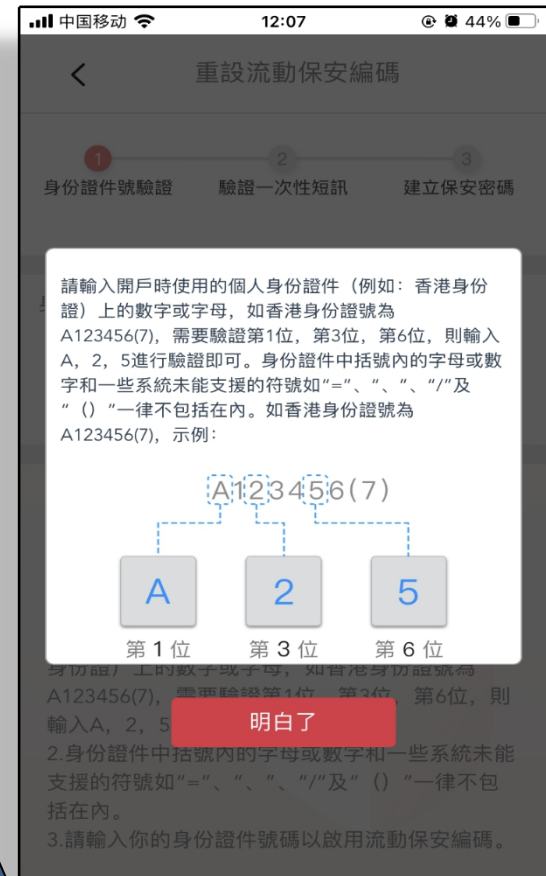 中国移动 12:07 44%
重設流動保安編碼
1 2 3
身份證件號驗證 驗證一次性短訊 建立保安密碼
請輸入開戶時使用的個人身份證件（例如：香港身份
證）上的數字或字母，如香港身份證號為
A123456(7)，需要驗證第1位，第3位，第6位，則輸入
A，2，5進行驗證即可。身份證件中括號內的字母或數
字和一些系統未能支援的符號如“=”、“、“、“/”及
“（）”一律不包括在內。如香港身份證號為
A123456(7)，示例：
A123456(7)
A 2 5
第 1 位 第 3 位 第 6 位
身份證）上的數字或字母，如香港身份證號為
A123456(7)，需要驗證第1位，第3位，第6位，則
輸入A，2，5
明白了
2.身份證件中括號內的字母或數字和一些系統未能
支援的符號如“=”、“、“、“/”及“（）”一律不包
括在內。
3.請輸入你的身份證件號碼以啟用流動保安編碼。